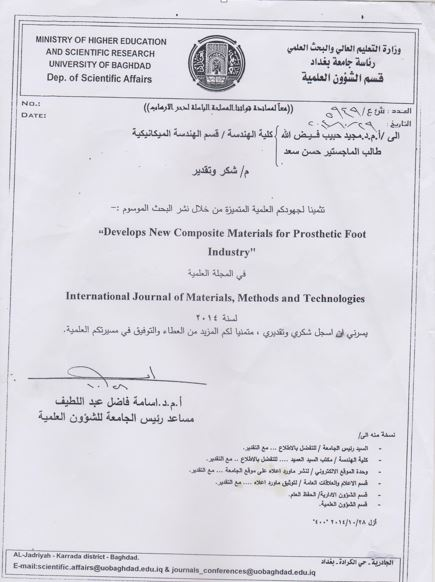 MINISTRY OF HIGHER EDUCATION
AND SCIENTIFIC RESEARCH
UNIVERSITY OF BAGHDAD
Dep. of Scientific Affairs
وزارة التعليم العالي والبحث العلمي
رئاسة جامعة بغداد
قسم الشؤون العلمية
No.:
DATE:
((معاً لمساندة قواتنا المسلحة الباسلة لدحر الارهاب))
العدد : ش ع /
التاريخ:
الى /أ.م.د.مجيد حبيب فيض الله
طالب الماجستير حسن سعد
كلية الهندسة / قسم الهندسة الميكانيكية
م/ شكر وتقدير
تثمينا لجهودكم العلمية المتميزة من خلال نشر البحث الموسوم :–
“Develops New Composite Materials for Prosthetic Foot
Industry"
في المجلة العلمية
International Journal of Materials, Methods and Technologies
لسنة ٢٠١٤
يسرني ان اسجل شكري وتقديري ، متمنيا لكم المزيد من العطاء والتوفيق في مسيرتكم العلمية.
أ.م.د.اسامة فاضل عبد اللطيف
مساعد رئيس الجامعة للشؤون العلمية
نسخة منه الى/
- السيد رئيس الجامعة / للتفضل بالاطلاع ... مع التقدير.
- كلية الهندسة / مكتب السيد العميد .... للتفضل بالاطلاع .. مع التقدير.
- وحدة الموقع الالكتروني / لنشر ماورد اعلاه على موقع الجامعة ... مع التقدير.
- قسم الاعلام والعلاقات العامة / لتوثيق ماورد اعلاه .... مع التقدير.
- قسم الشؤون الادارية/ الحفظ العام.
- قسم الشؤون العلمية.
٢٠١٤/١٠/٢٨
AL-Jadriyah - Karrada district - Baghdad.
الجادرية ـ حي الكرادة ـ بغداد
E-mail:scientific.affairs@uobaghdad.edu.iq & journals_conferences@uobaghdad.edu.iq